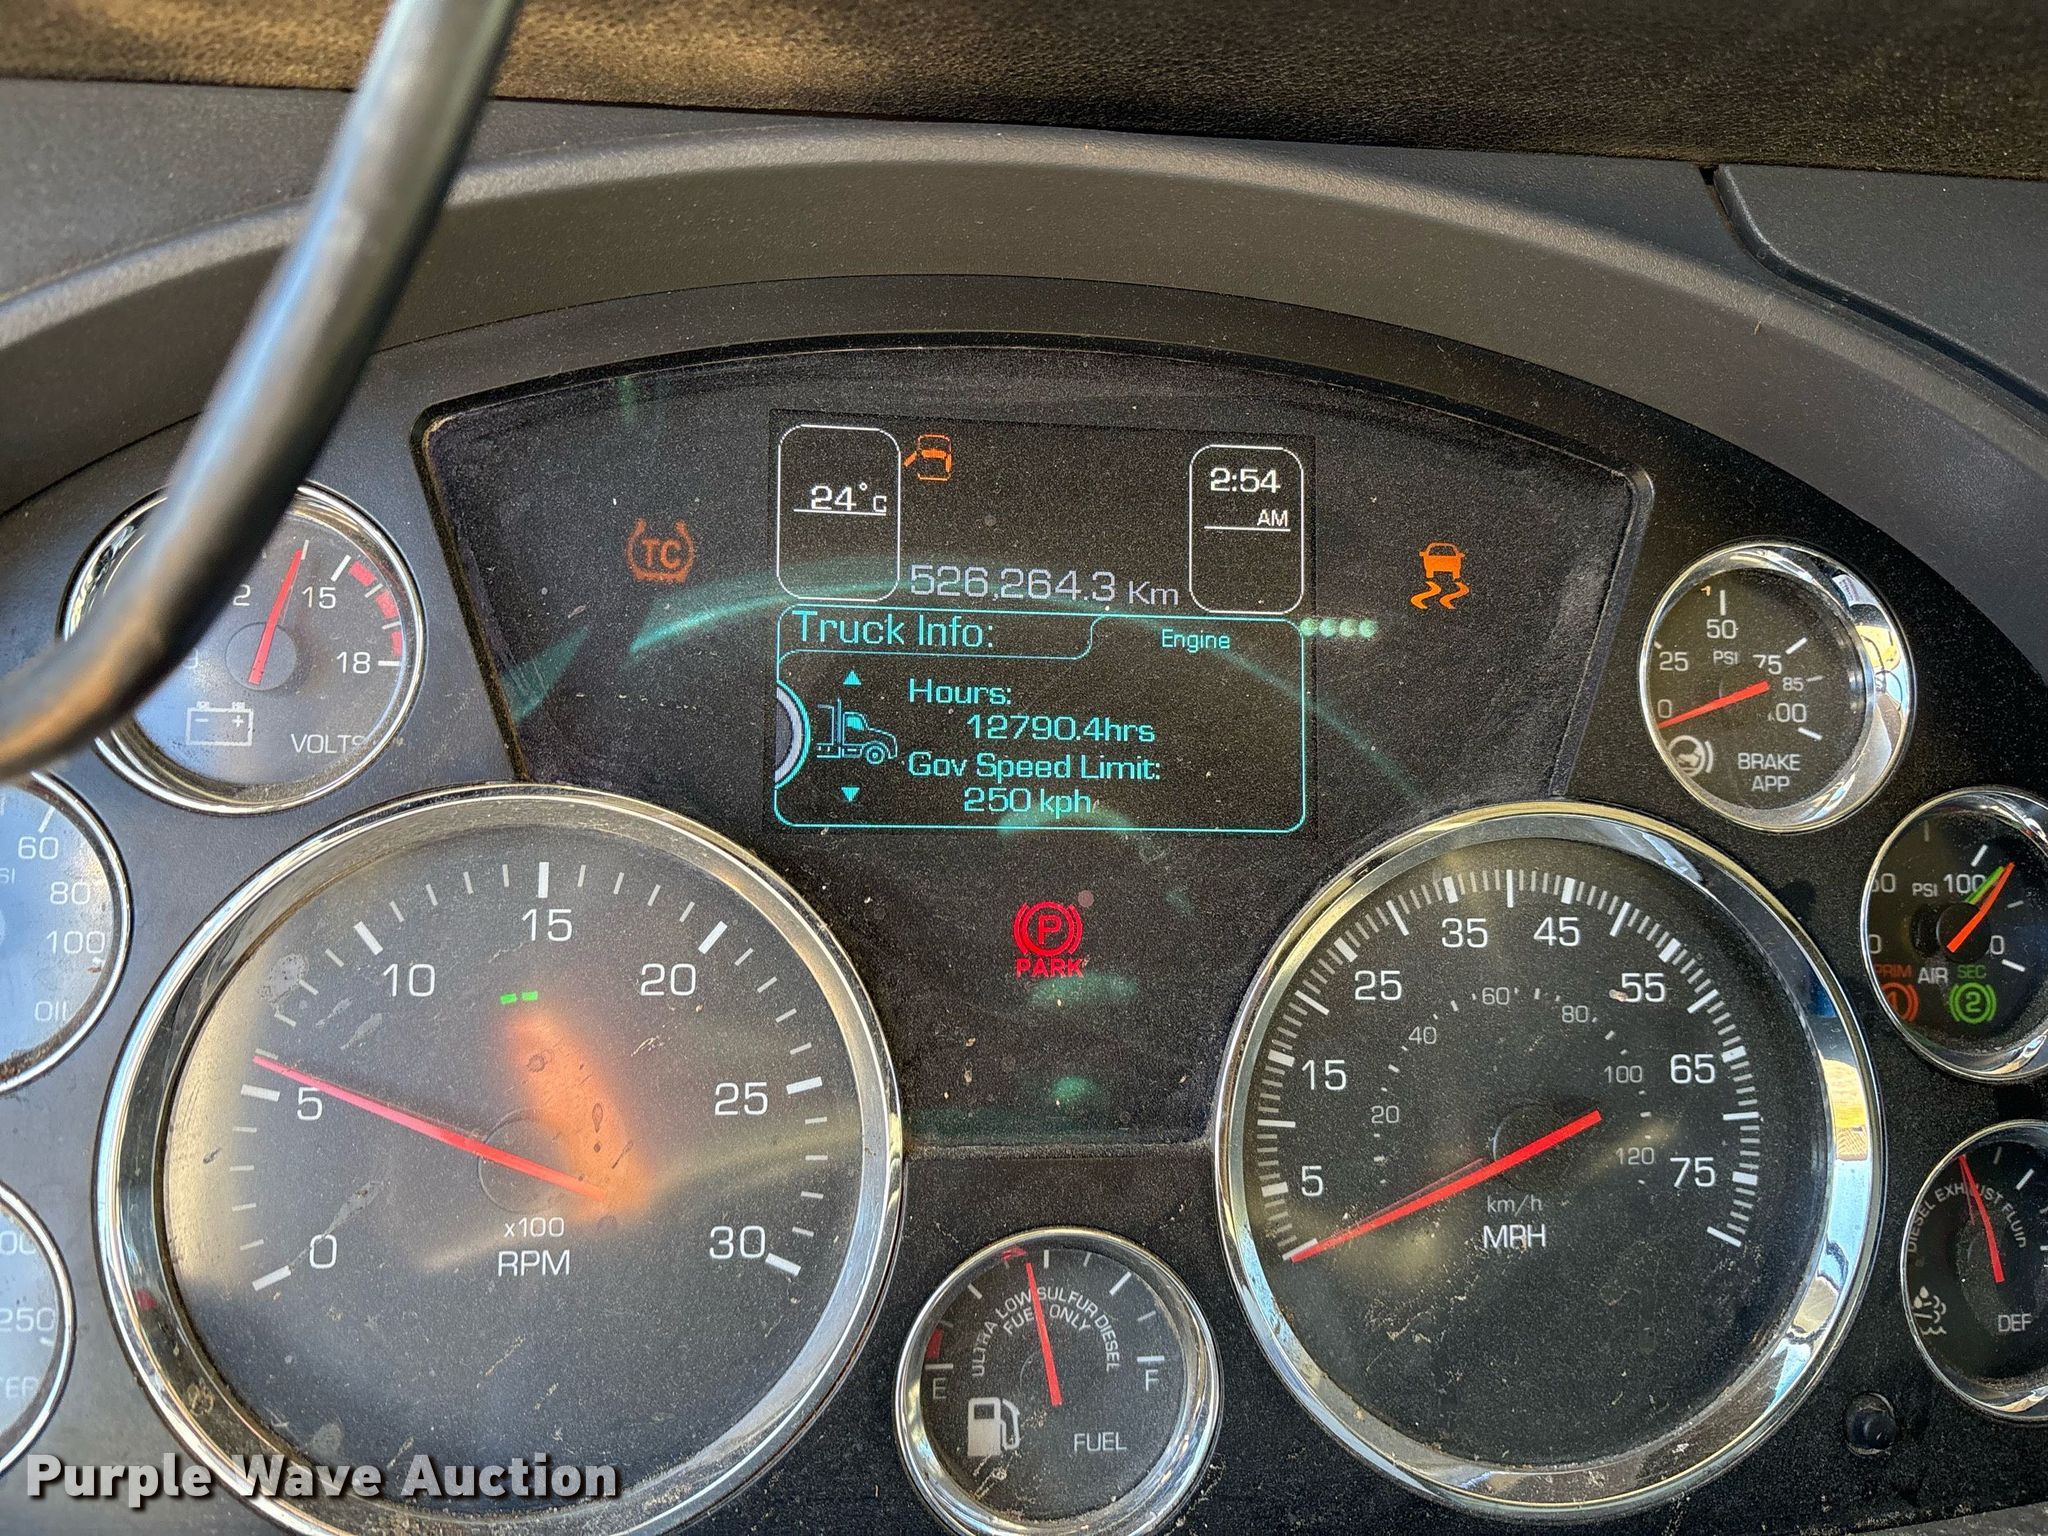 24°C
2:54
AM
TC
526,264.3 Km
Truck Info:
Engine
Hours:
12790.4hrs
Gov Speed Limit:
250 kph
15
18
VOLTS
0
25
50
75
85
PSI
BRAKE
APP
60
80
100
OIL
PSI
100
PRIM
AIR
SEC
1
2
P
PARK
0
5
10
15
20
25
30
x100
RPM
5
15
25
35
45
55
65
75
20
40
60
80
100
120
km/h
MPH
250
ULTRA LOW SULFUR DIESEL
FUEL ONLY
E
F
FUEL
DIESEL EXHAUST FLUID
DEF
Purple Wave Auction